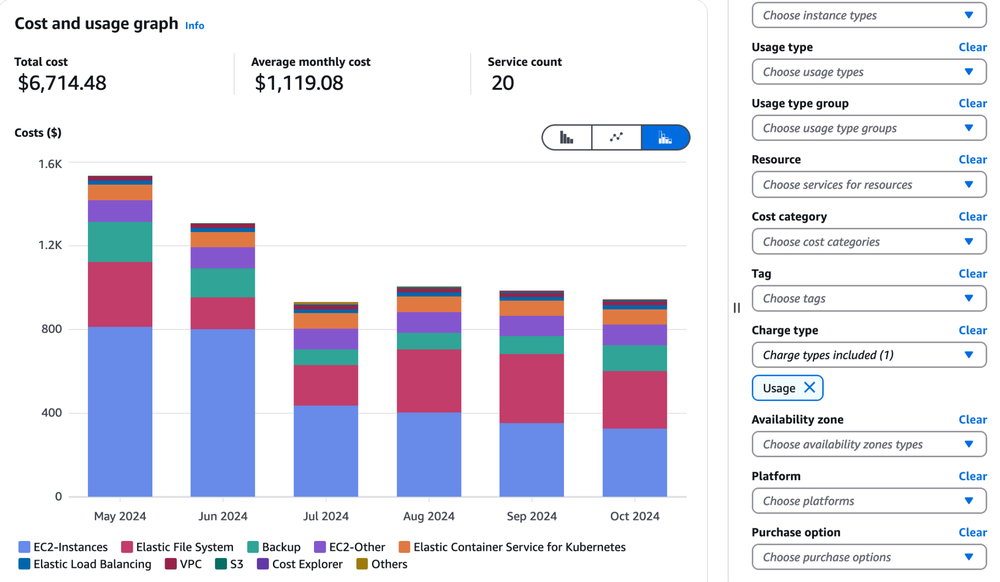 Cost and usage graph Info
Total cost
$6,714.48
Average monthly cost
$1,119.08
Service count
20
Costs ($)
1.6K
1.2K
800
400
0
May 2024
Jun 2024
Jul 2024
Aug 2024
Sep 2024
Oct 2024
EC2-Instances Elastic File System Backup EC2-Other Elastic Container Service for Kubernetes
Elastic Load Balancing VPC S3 Cost Explorer Others
Choose instance types
Usage type Clear
Choose usage types
Usage type group Clear
Choose usage type groups
Resource Clear
Choose services for resources
Cost category Clear
Choose cost categories
Tag Clear
Choose tags
Charge type Clear
Charge types included (1)
Usage
Availability zone Clear
Choose availability zones types
Platform Clear
Choose platforms
Purchase option Clear
Choose purchase options